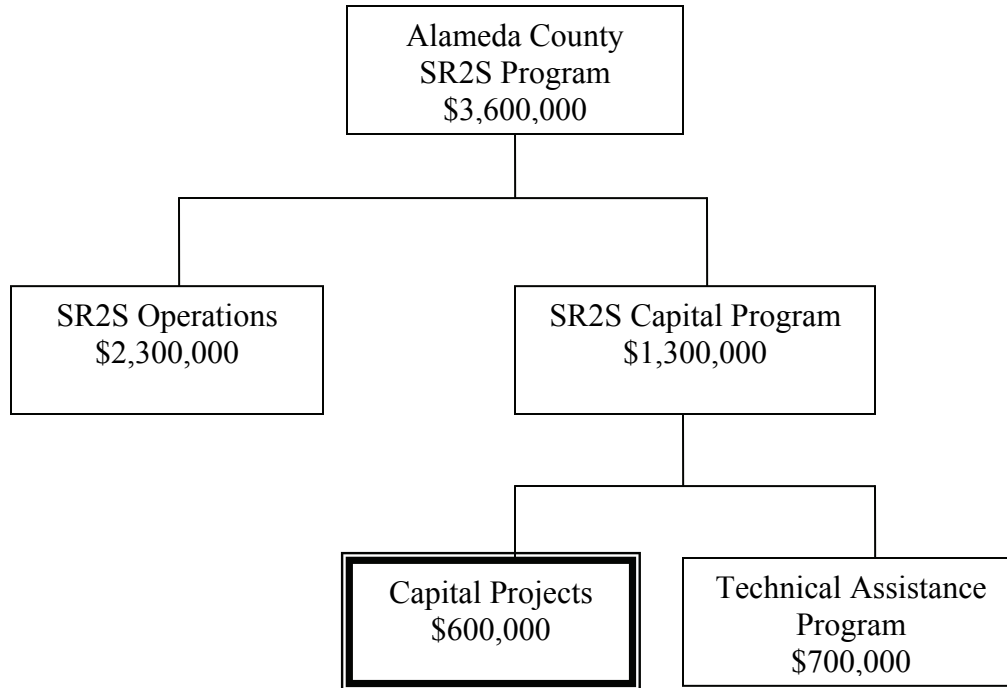 Alameda County
SR2S Program
$3,600,000
SR2S Operations
$2,300,000
SR2S Capital Program
$1,300,000
Capital Projects
$600,000
Technical Assistance
Program
$700,000